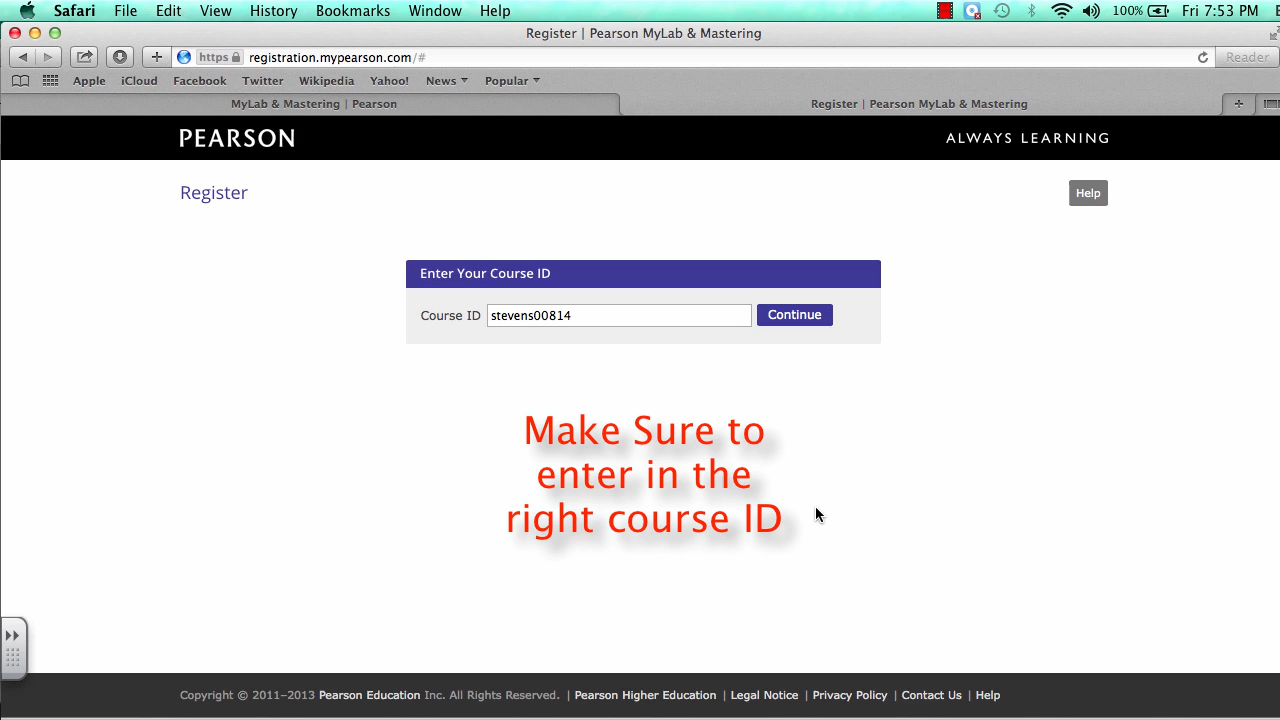 Safari File Edit View History Bookmarks Window Help 100% Fri 7:53 PM
Register | Pearson MyLab & Mastering
https registration.mypearson.com/# Reader
Apple iCloud Facebook Twitter Wikipedia Yahoo! News Popular
MyLab & Mastering | Pearson Register | Pearson MyLab & Mastering
PEARSON ALWAYS LEARNING
Register Help
Enter Your Course ID
Course ID stevens00814 Continue
Make Sure to
enter in the
right course ID
Copyright © 2011–2013 Pearson Education Inc. All Rights Reserved. | Pearson Higher Education | Legal Notice | Privacy Policy | Contact Us | Help